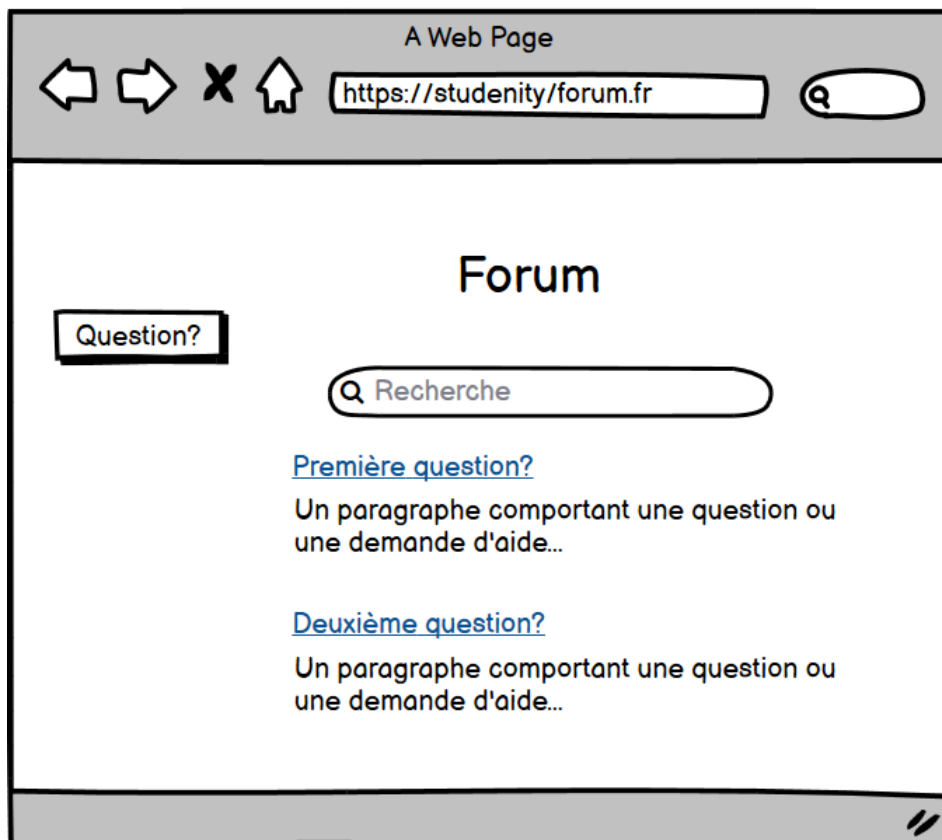 A Web Page
https://studenity/forum.fr
Forum
Question?
Recherche
Première question?
Un paragraphe comportant une question ou
une demande d'aide...
Deuxième question?
Un paragraphe comportant une question ou
une demande d'aide...